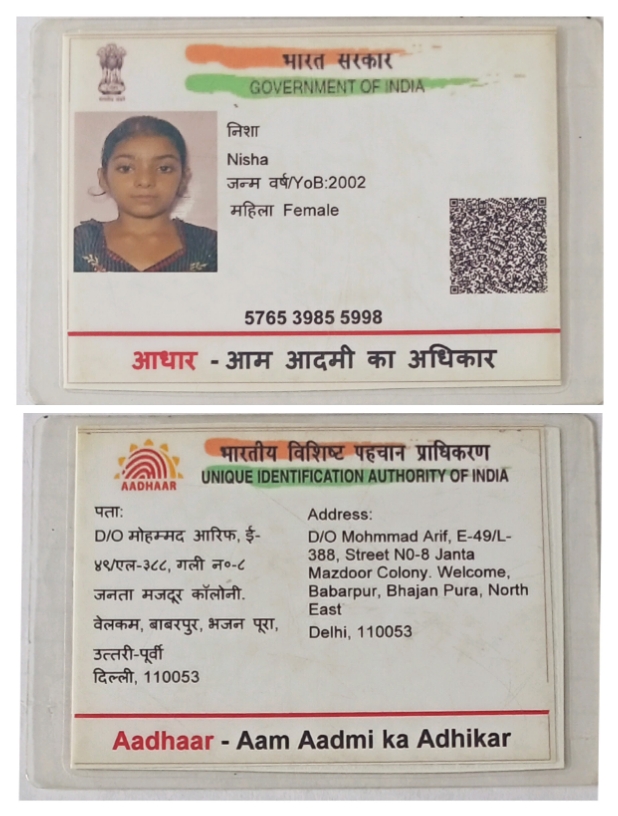 भारत सरकार
GOVERNMENT OF INDIA
निशा
Nisha
जन्म वर्ष/YoB:2002
महिला Female
5765 3985 5998
आधार - आम आदमी का अधिकार
भारतीय विशिष्ट पहचान प्राधिकरण
AADHAAR
UNIQUE IDENTIFICATION AUTHORITY OF INDIA
पता:
D/O मोहम्मद आरिफ, ई-
४९/एल-३८८, गली न०-८
जनता मजदूर कॉलोनी.
वेलकम, बाबरपुर, भजन पूरा,
उत्तरी-पूर्वी
दिल्ली, 110053
Address:
D/O Mohmmad Arif, E-49/L-
388, Street N0-8 Janta
Mazdoor Colony. Welcome,
Babarpur, Bhajan Pura, North
East
Delhi, 110053
Aadhaar - Aam Aadmi ka Adhikar